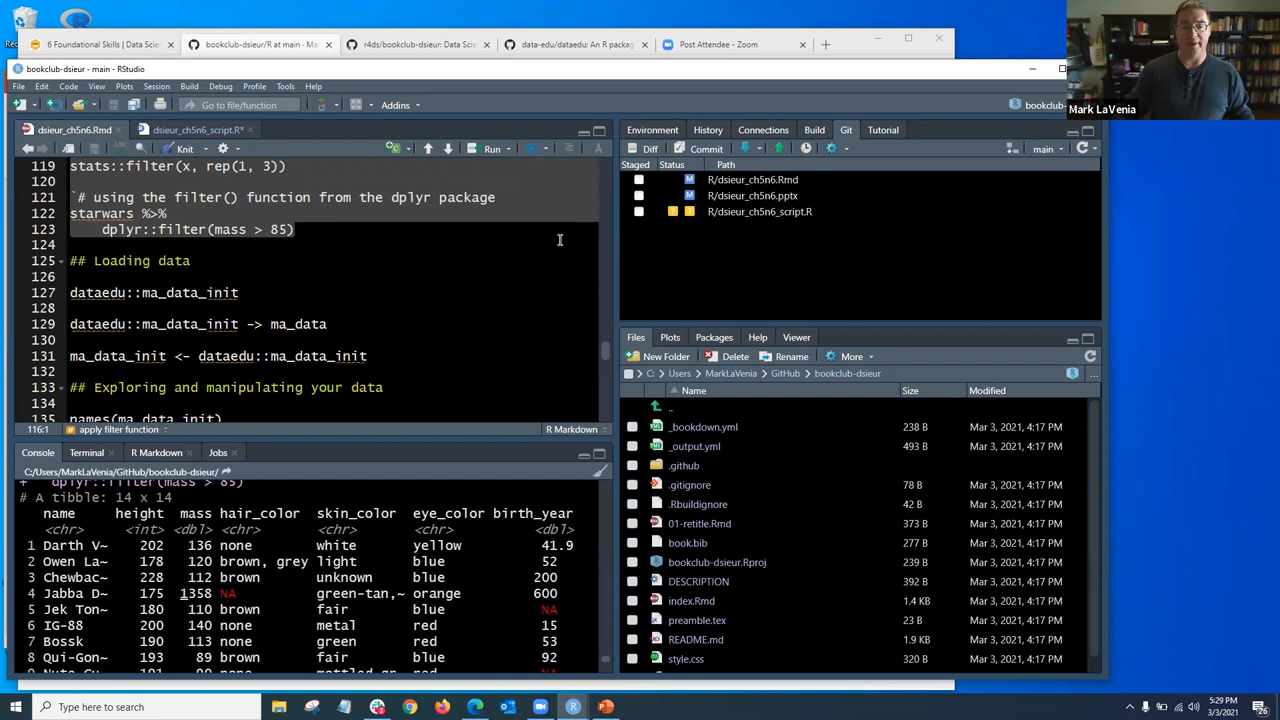 Rec
6 Foundational Skills | Data Scien
bookclub-dsieur/R at main · Mark
r4ds/bookclub-dsieur: Data Scien
data-edu/dataedu: An R packag
Post Attendee - Zoom
bookclub-dsieur - main - RStudio
File Edit Code View Plots Session Build Debug Profile Tools Help
Go to file/function
Addins
bookclub-
Mark LaVenia
dsieur_ch5n6.Rmd
dsieur_ch5n6_script.R*
Knit
Run
119 stats::filter(x, rep(1, 3))
120
121 `# using the filter() function from the dplyr package
122 starwars %>%
123 dplyr::filter(mass > 85)
124
125 ## Loading data
126
127 dataedu::ma_data_init
128
129 dataedu::ma_data_init -> ma_data
130
131 ma_data_init <- dataedu::ma_data_init
132
133 ## Exploring and manipulating your data
134
135 names(ma_data_init)
116:1 apply filter function R Markdown
Console Terminal R Markdown Jobs
C:/Users/MarkLaVenia/GitHub/bookclub-dsieur/
+ dplyr::filter(mass > 85)
# A tibble: 14 x 14
name height mass hair_color skin_color eye_color birth_year
<chr> <int> <dbl> <chr> <chr> <chr> <dbl>
1 Darth V~ 202 136 none white yellow 41.9
2 Owen La~ 178 120 brown, grey light blue 52
3 Chewbac~ 228 112 brown unknown blue 200
4 Jabba D~ 175 1358 NA green-tan,~ orange 600
5 Jek Ton~ 180 110 brown fair blue NA
6 IG-88 200 140 none metal red 15
7 Bossk 190 113 none green red 53
8 Qui-Gon~ 193 89 brown fair blue 92
Environment History Connections Build Git Tutorial
Diff Commit main
Staged Status Path
M R/dsieur_ch5n6.Rmd
M R/dsieur_ch5n6.pptx
? ? R/dsieur_ch5n6_script.R
Files Plots Packages Help Viewer
New Folder Delete Rename More
C: Users MarkLaVenia GitHub bookclub-dsieur ...
Name Size Modified
..
_bookdown.yml 238 B Mar 3, 2021, 4:17 PM
_output.yml 493 B Mar 3, 2021, 4:17 PM
.github
.gitignore 78 B Mar 3, 2021, 4:17 PM
.Rbuildignore 42 B Mar 3, 2021, 4:17 PM
01-retitle.Rmd 373 B Mar 3, 2021, 4:17 PM
book.bib 277 B Mar 3, 2021, 4:17 PM
bookclub-dsieur.Rproj 239 B Mar 3, 2021, 4:17 PM
DESCRIPTION 392 B Mar 3, 2021, 4:17 PM
index.Rmd 1.4 KB Mar 3, 2021, 4:17 PM
preamble.tex 23 B Mar 3, 2021, 4:17 PM
README.md 1.9 KB Mar 3, 2021, 4:17 PM
style.css 320 B Mar 3, 2021, 4:17 PM
Type here to search
5:29 PM
3/3/2021
26